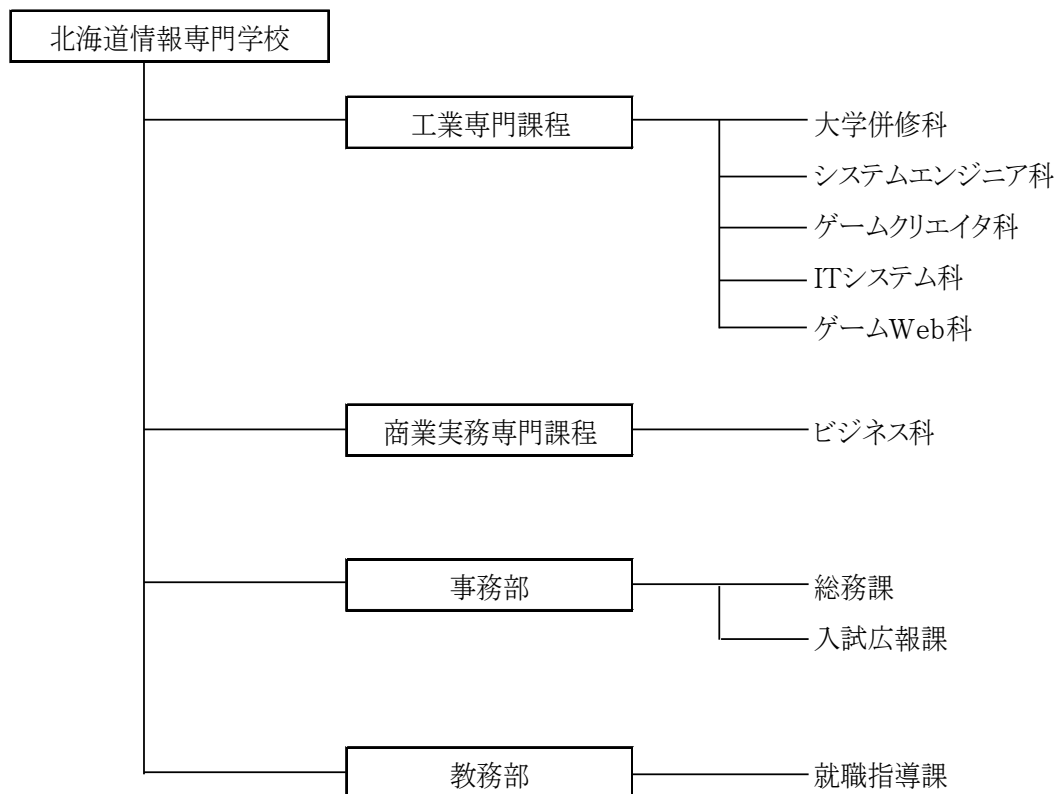 北海道情報専門学校
工業専門課程
大学併修科
システムエンジニア科
ゲームクリエイタ科
ITシステム科
ゲームWeb科
商業実務専門課程
ビジネス科
事務部
総務課
入試広報課
教務部
就職指導課